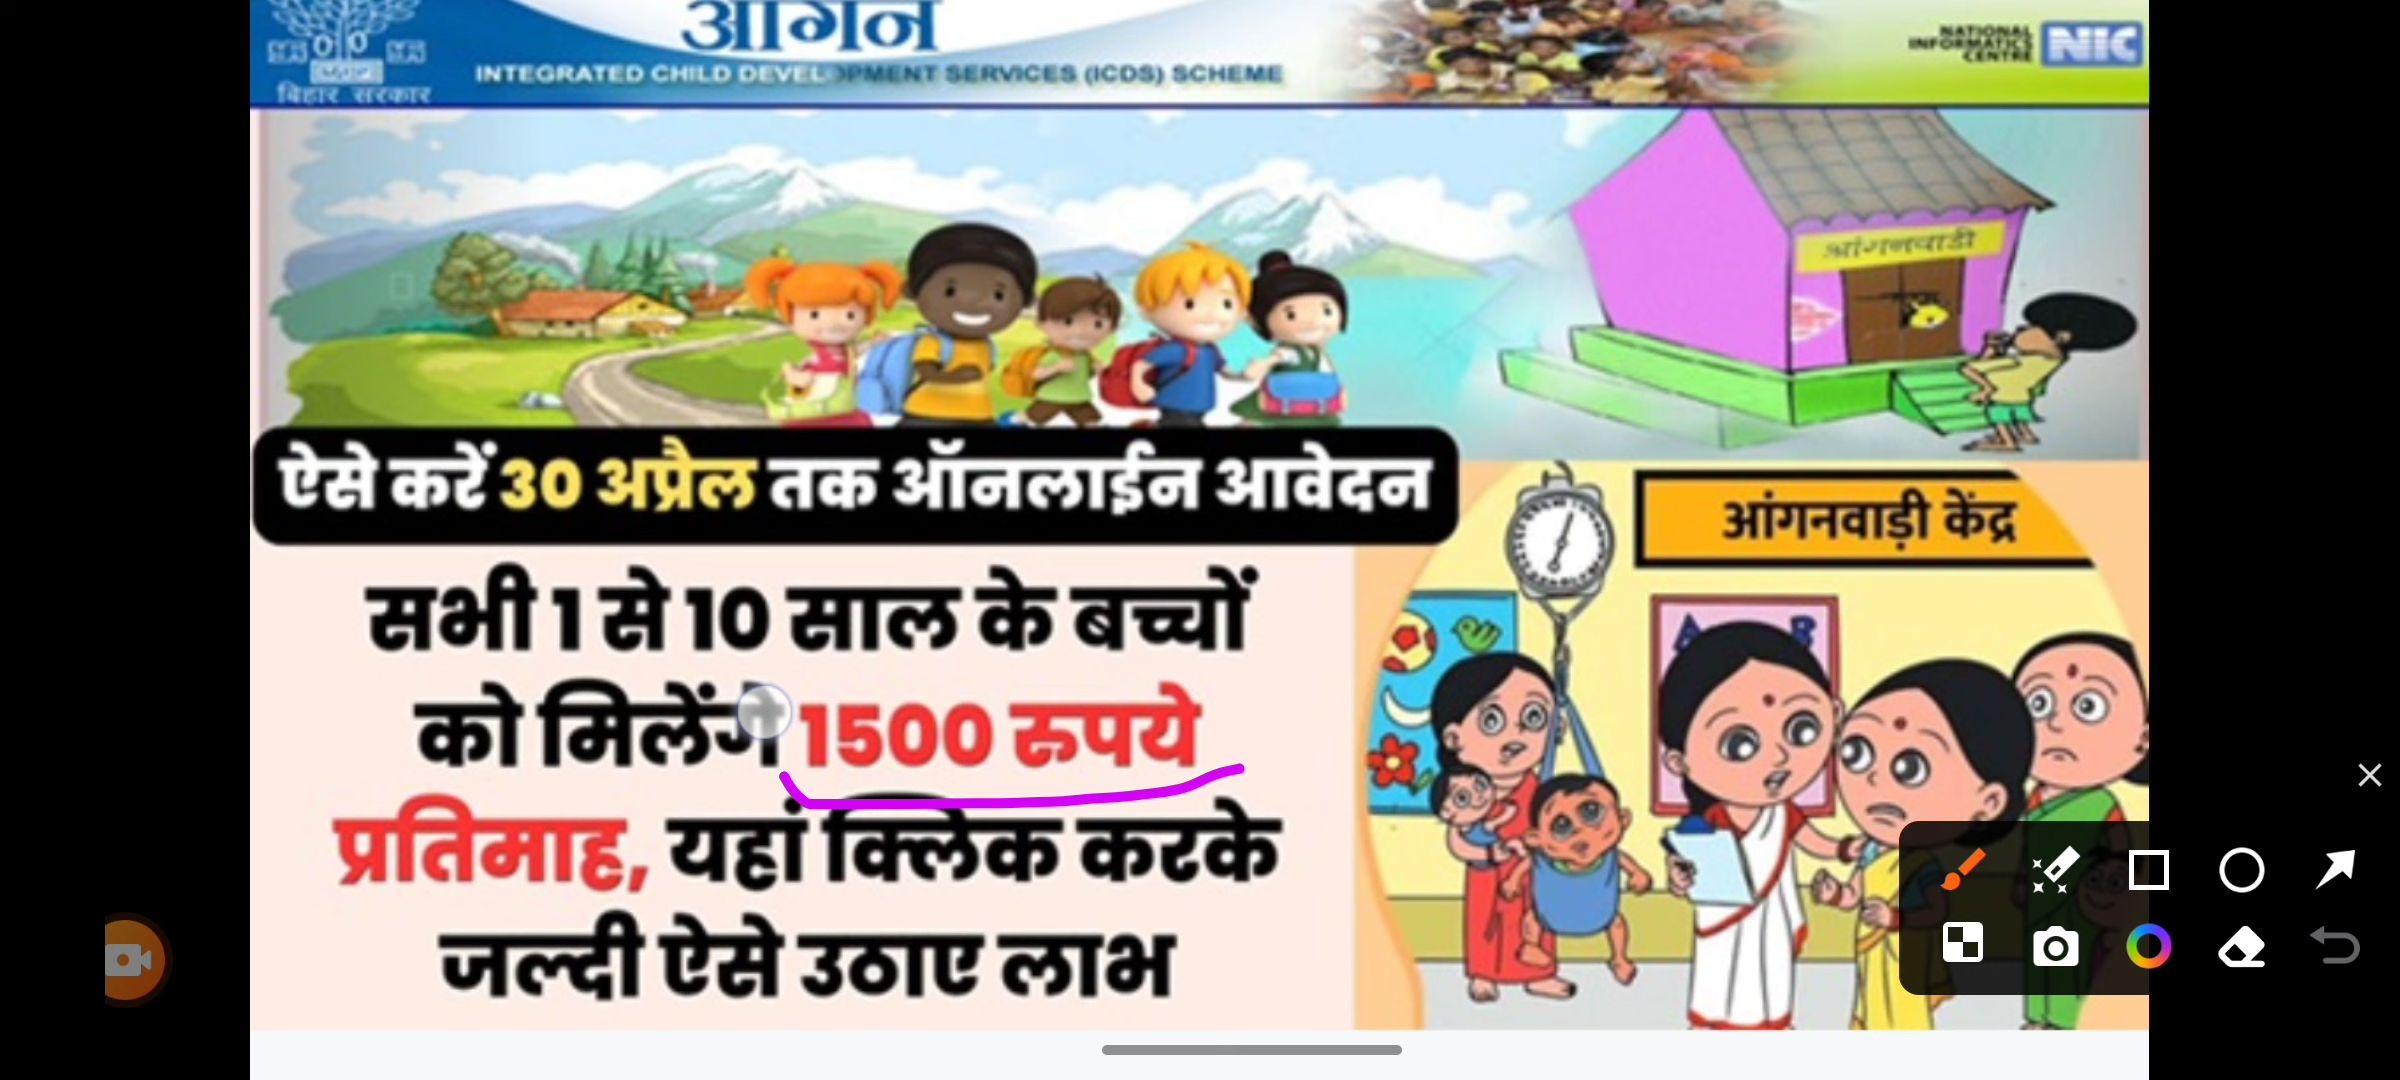 आंगन
INTEGRATED CHILD DEVELOPMENT SERVICES (ICDS) SCHEME
बिहार सरकार
NATIONAL
INFORMATICS
CENTRE
NIC
आंगनवाडी
ऐसे करें 30 अप्रैल तक ऑनलाईन आवेदन
आंगनवाड़ी केंद्र
सभी 1 से 10 साल के बच्चों
को मिलेंगे 1500 रुपये
प्रतिमाह, यहां क्लिक करके
जल्दी ऐसे उठाए लाभ
A B